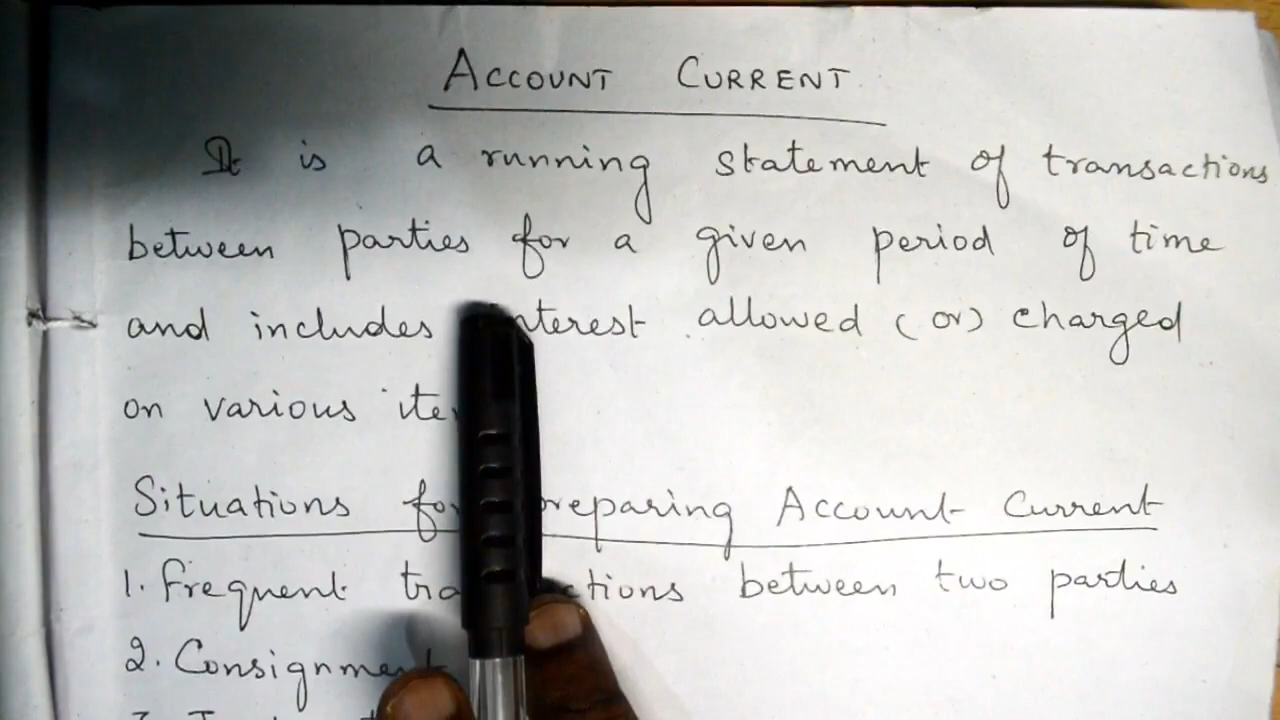 ACCOUNT CURRENT
It is a running statement of transactions
between parties for a given period of time
and includes interest allowed (or) charged
on various
Situations for preparing Account Current
1. Frequent transactions between two parties
2. Consignment
3.